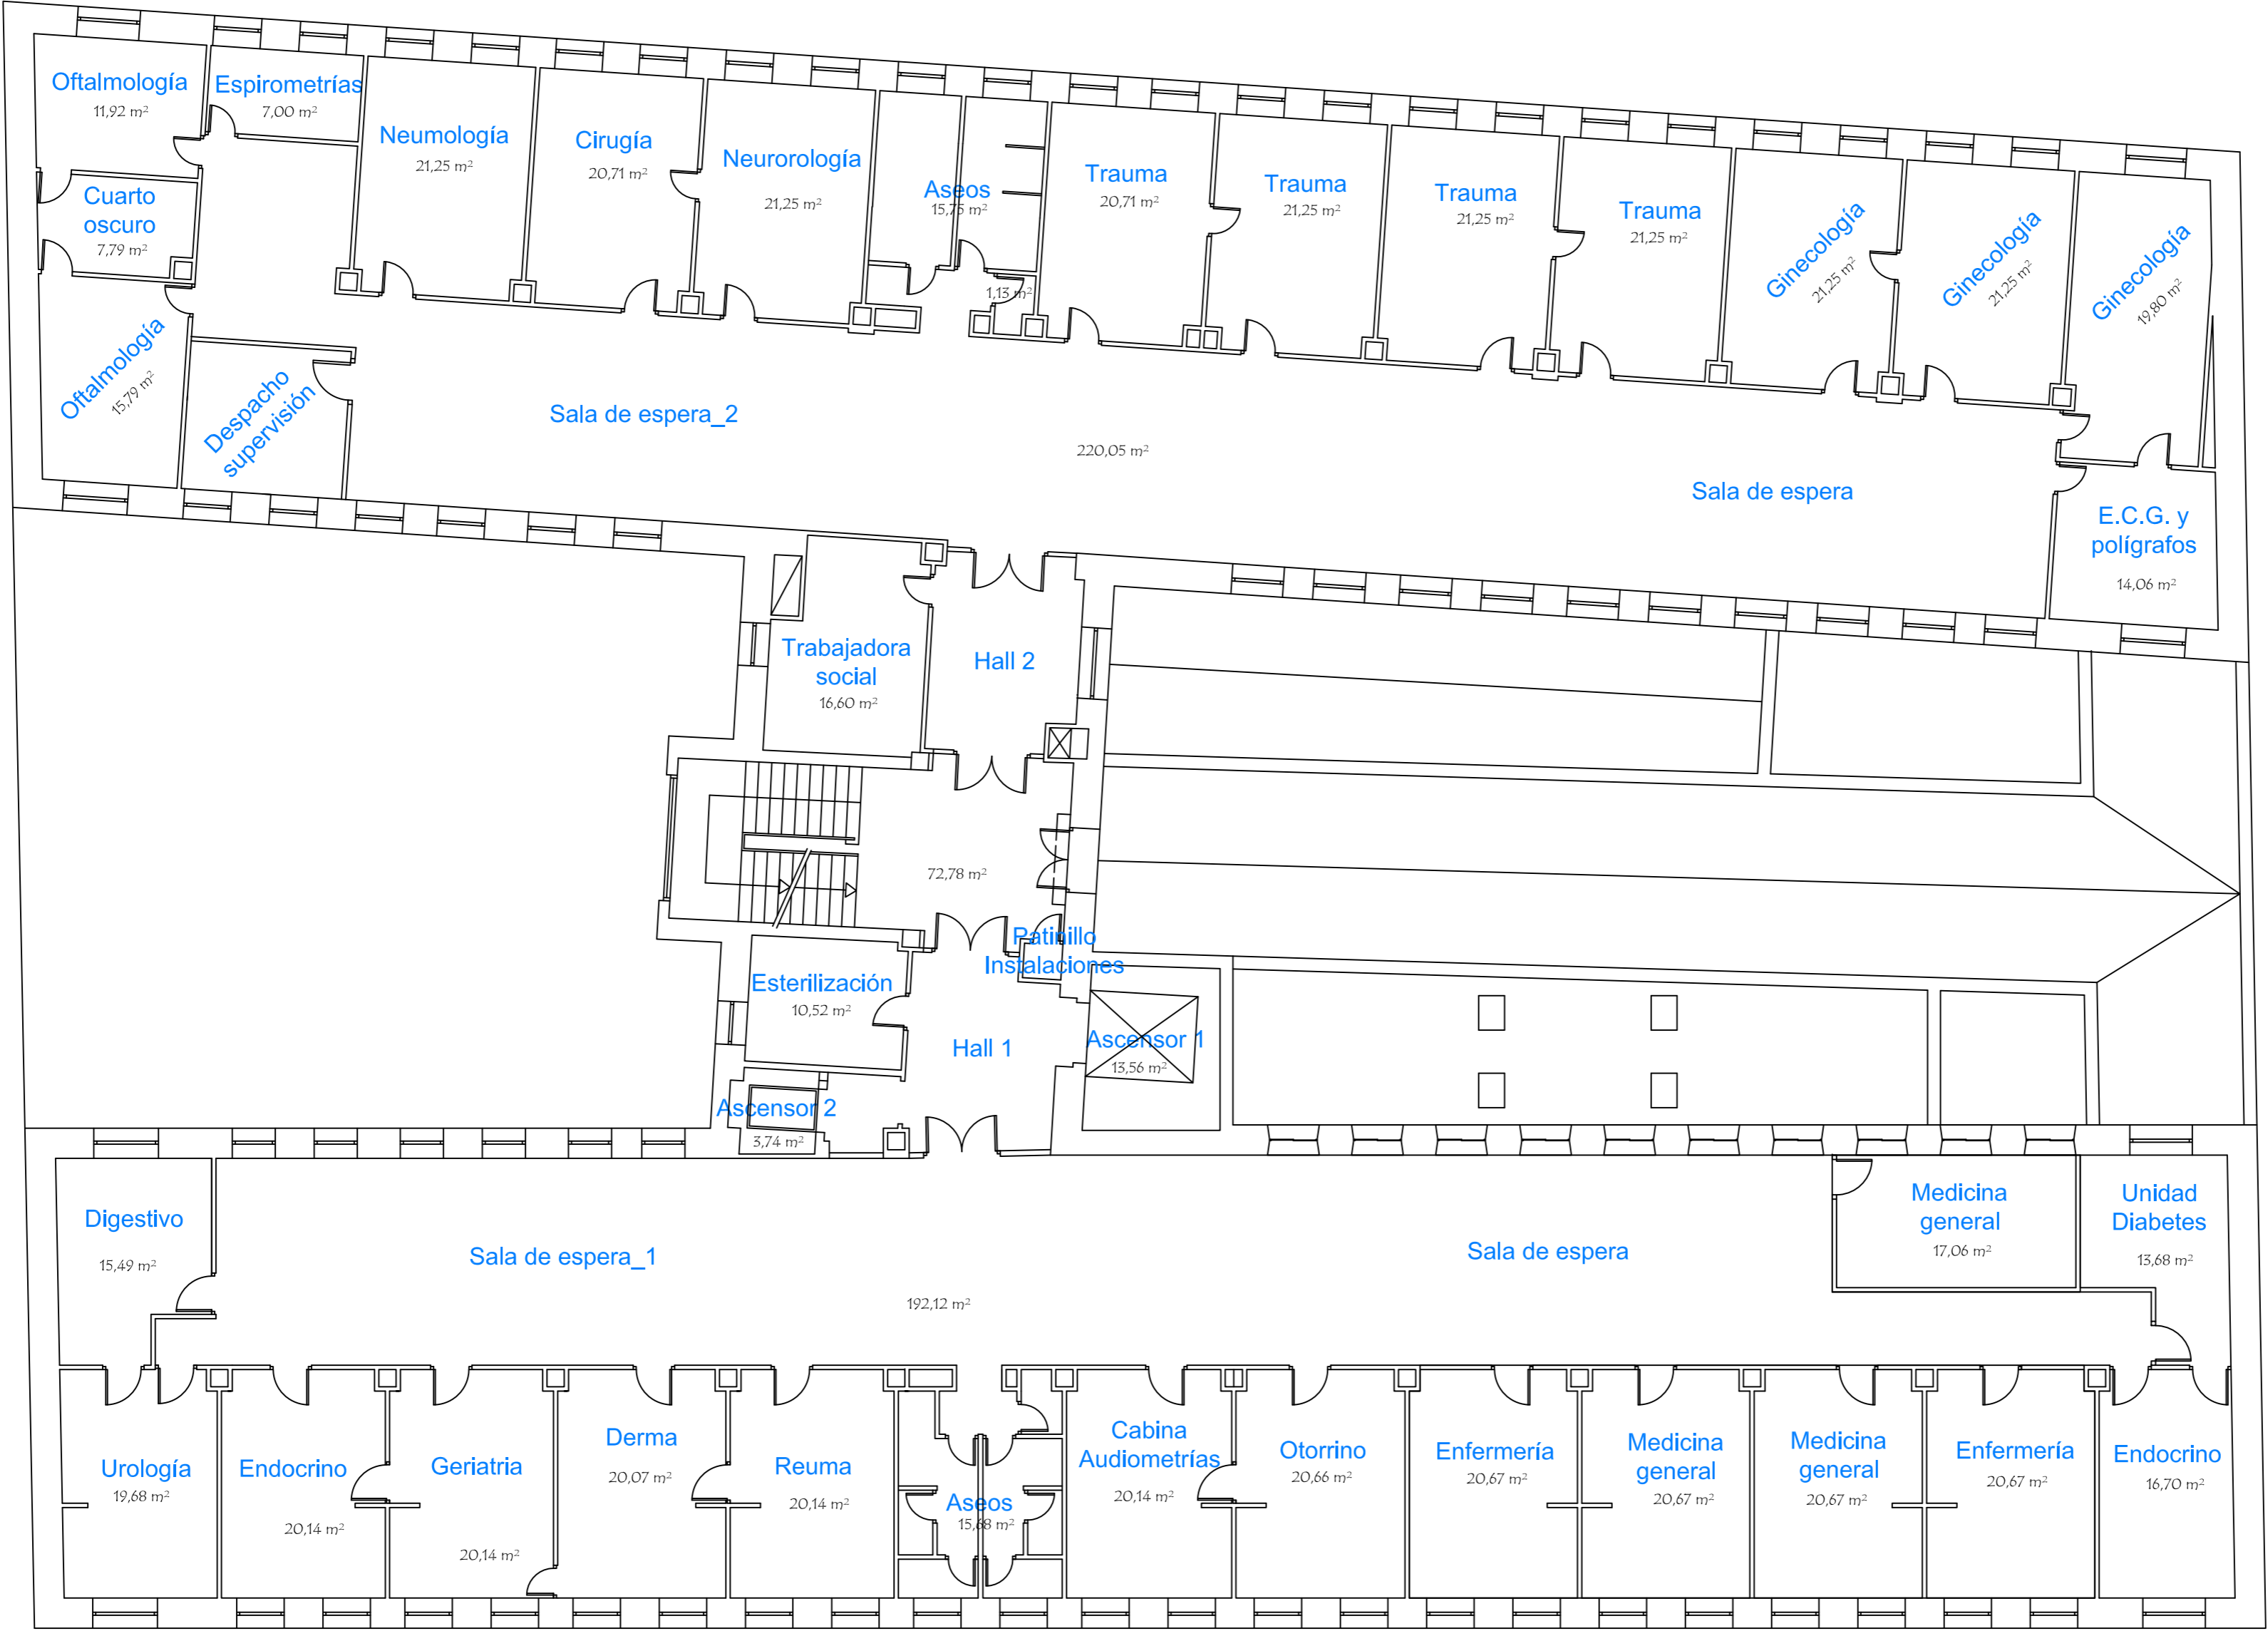 Oftalmología
11,92 m²
Espirometrías
7,00 m²
Neumología
21,25 m²
Cirugía
20,71 m²
Neurorología
21,25 m²
Aseos
15,75 m²
1,13 m²
Trauma
20,71 m²
Trauma
21,25 m²
Trauma
21,25 m²
Trauma
21,25 m²
Ginecología
21,25 m²
Ginecología
21,25 m²
Ginecología
19,80 m²
Cuarto
oscuro
7,79 m²
Oftalmología
15,79 m²
Despacho
supervisión
Sala de espera_2
220,05 m²
Sala de espera
E.C.G. y
polígrafos
14,06 m²
Trabajadora
social
16,60 m²
Hall 2
72,78 m²
Patinillo
Instalaciones
Esterilización
10,52 m²
Hall 1
Ascensor 1
13,56 m²
Ascensor 2
3,74 m²
Digestivo
15,49 m²
Sala de espera_1
192,12 m²
Sala de espera
Medicina
general
17,06 m²
Unidad
Diabetes
13,68 m²
Urología
19,68 m²
Endocrino
20,14 m²
Geriatria
20,14 m²
Derma
20,07 m²
Reuma
20,14 m²
Aseos
15,68 m²
Cabina
Audiometrías
20,14 m²
Otorrino
20,66 m²
Enfermería
20,67 m²
Medicina
general
20,67 m²
Medicina
general
20,67 m²
Enfermería
20,67 m²
Endocrino
16,70 m²